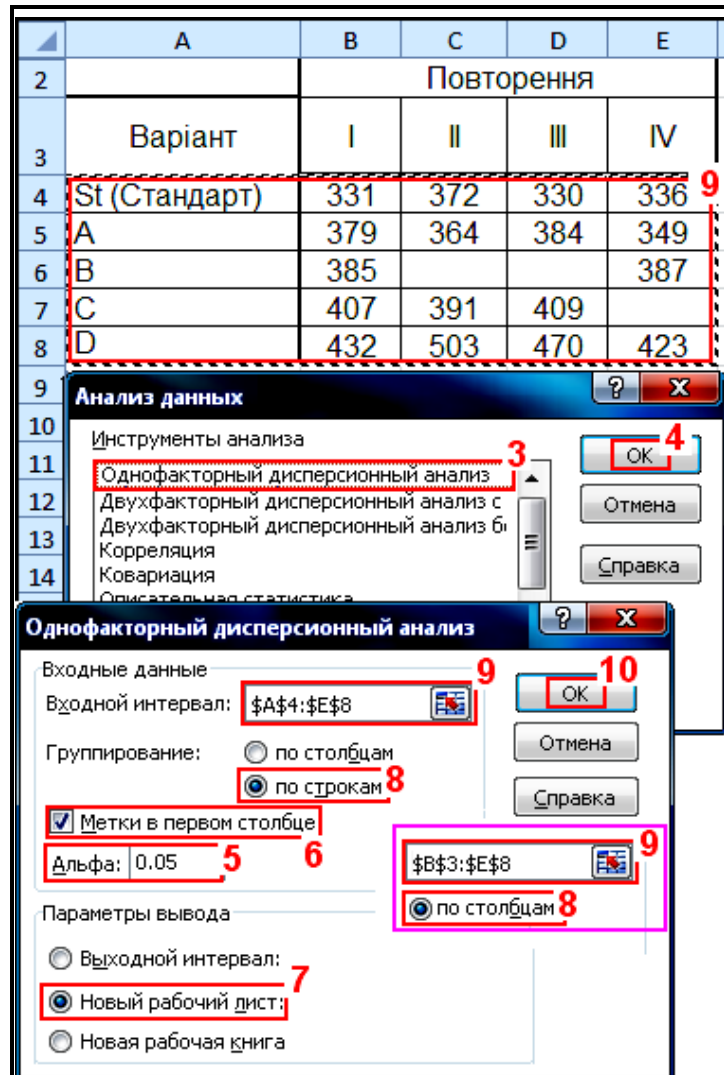 A B C D E
2 Повторення
3 Варіант I II III IV
4 St (Стандарт) 331 372 330 336 9
5 A 379 364 384 349
6 B 385 387
7 C 407 391 409
8 D 432 503 470 423
9 Анализ данных
10 Инструменты анализа
11 Однофакторный дисперсионный анализ 3 ОК 4
12 Двухфакторный дисперсионный анализ с Отмена
13 Двухфакторный дисперсионный анализ б
Корреляция
14 Ковариация Справка
Описательная статистика
Однофакторный дисперсионный анализ
Входные данные
Входной интервал: $A$4:$E$8 9 ОК 10
Группирование: по столбцам Отмена
по строкам 8 Справка
Метки в первом столбце 6
Альфа: 0.05 5
$B$3:$E$8 9
по столбцам 8
Параметры вывода
Выходной интервал:
Новый рабочий лист: 7
Новая рабочая книга